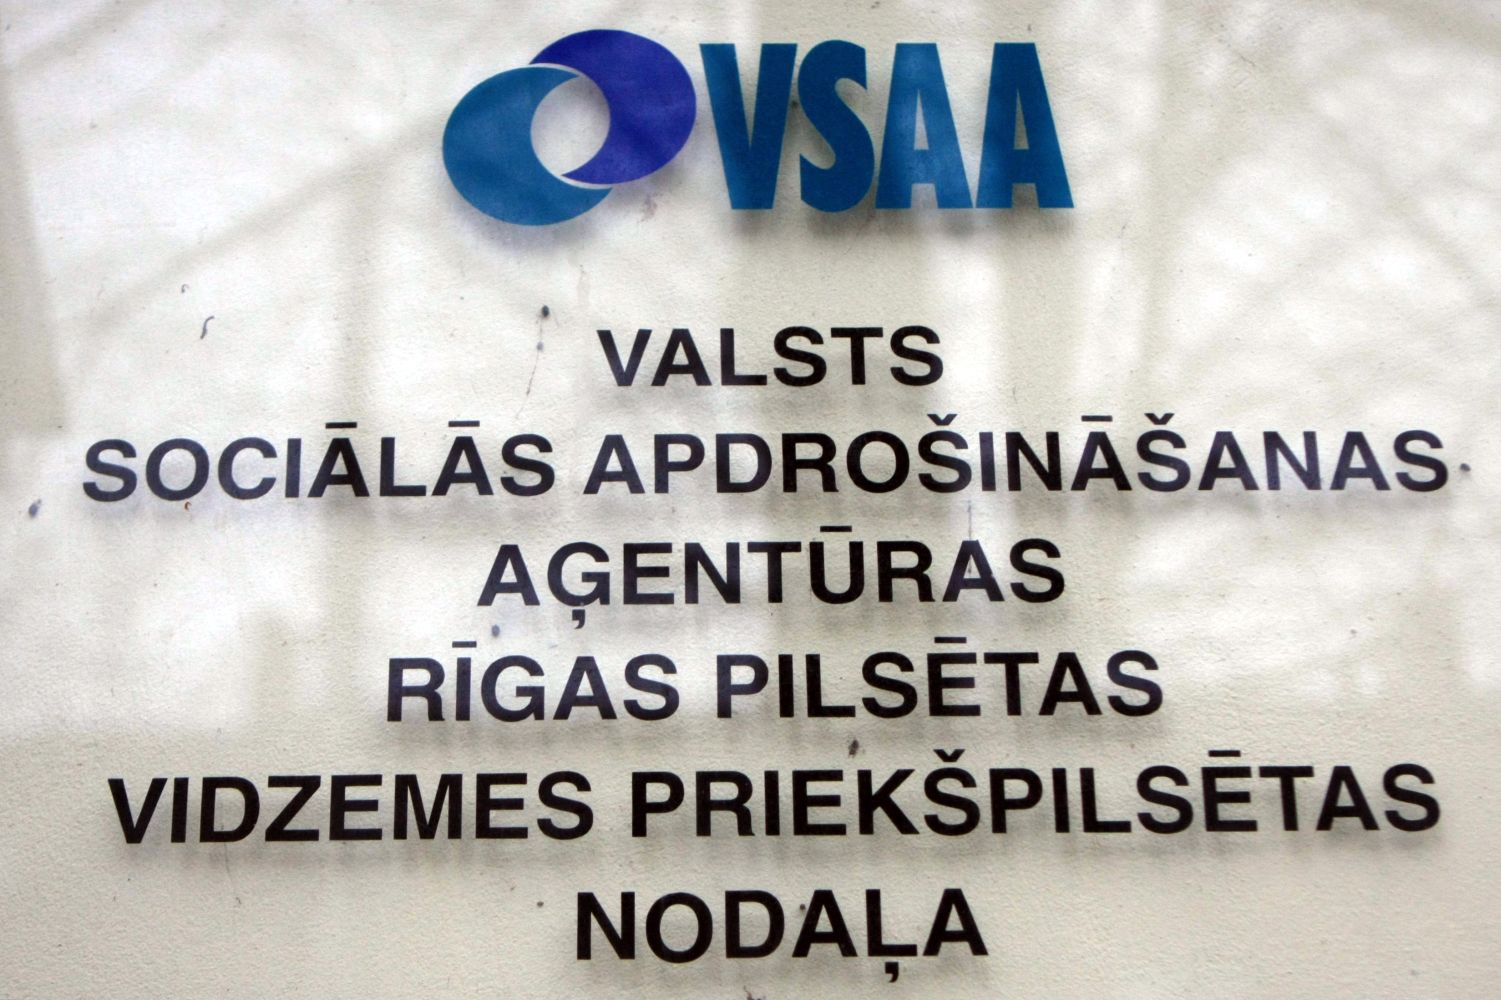 VSAA
VALSTS
SOCIĀLĀS APDROŠINĀŠANAS
AĢENTŪRAS
RĪGAS PILSĒTAS
VIDZEMES PRIEKŠPILSĒTAS
NODAĻA